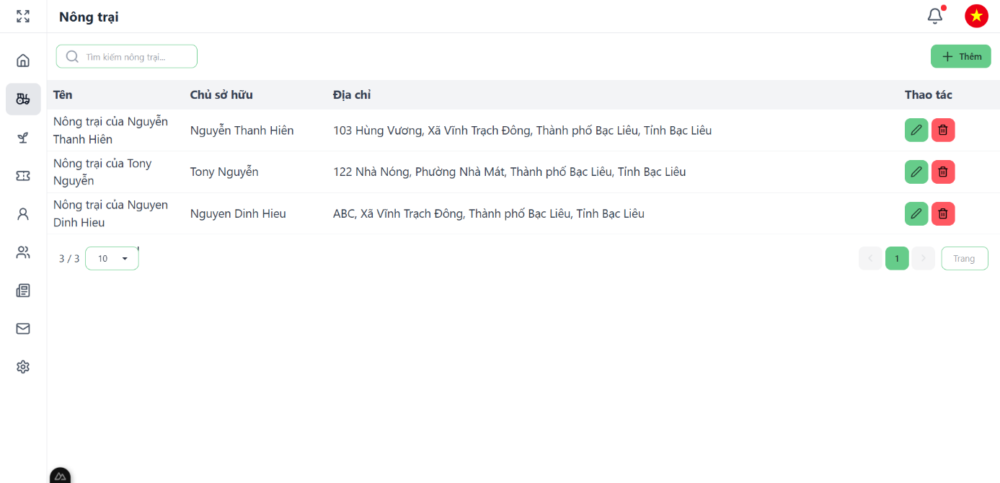 Nông trại
Tìm kiếm nông trại...
Thêm
Tên Chủ sở hữu Địa chỉ Thao tác
Nông trại của Nguyễn
Thanh Hiên
Nguyễn Thanh Hiên
103 Hùng Vương, Xã Vĩnh Trạch Đông, Thành phố Bạc Liêu, Tỉnh Bạc Liêu
Nông trại của Tony
Nguyễn
Tony Nguyễn
122 Nhà Nóng, Phường Nhà Mát, Thành phố Bạc Liêu, Tỉnh Bạc Liêu
Nông trại của Nguyen
Dinh Hieu
Nguyen Dinh Hieu
ABC, Xã Vĩnh Trạch Đông, Thành phố Bạc Liêu, Tỉnh Bạc Liêu
3 / 3 10 1 Trang